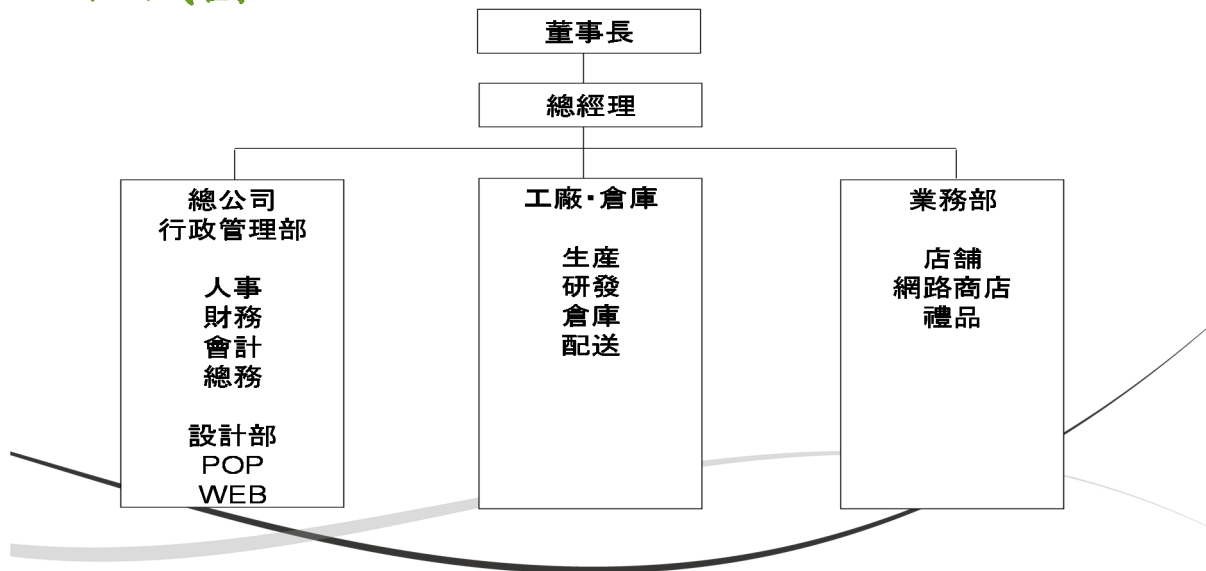 董事長
總經理
總公司
行政管理部
人事
財務
會計
總務
設計部
POP
WEB
工廠･倉庫
生產
研發
倉庫
配送
業務部
店舖
網路商店
禮品